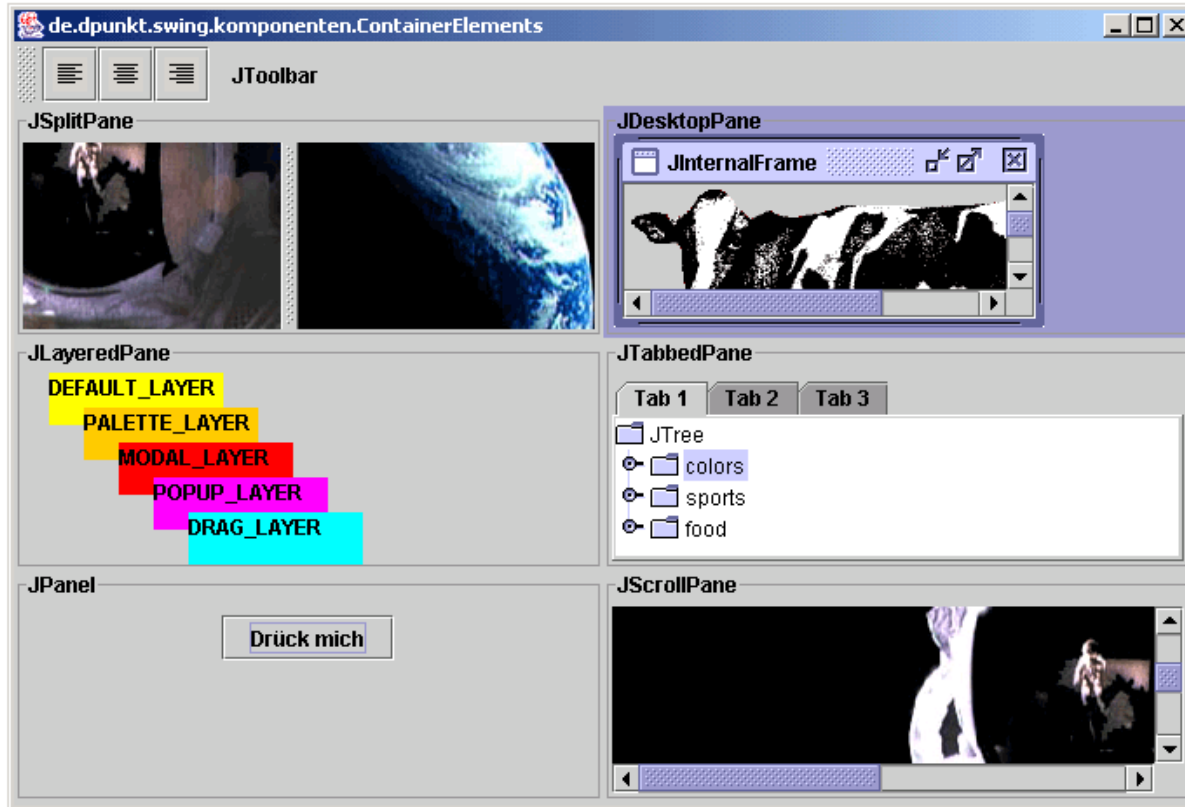 de.dpunkt.swing.komponenten.ContainerElements
JToolbar
JSplitPane
JDesktopPane
JInternalFrame
JLayeredPane
DEFAULT_LAYER
PALETTE_LAYER
MODAL_LAYER
POPUP_LAYER
DRAG_LAYER
JTabbedPane
Tab 1 Tab 2 Tab 3
JTree
colors
sports
food
JPanel
Drück mich
JScrollPane